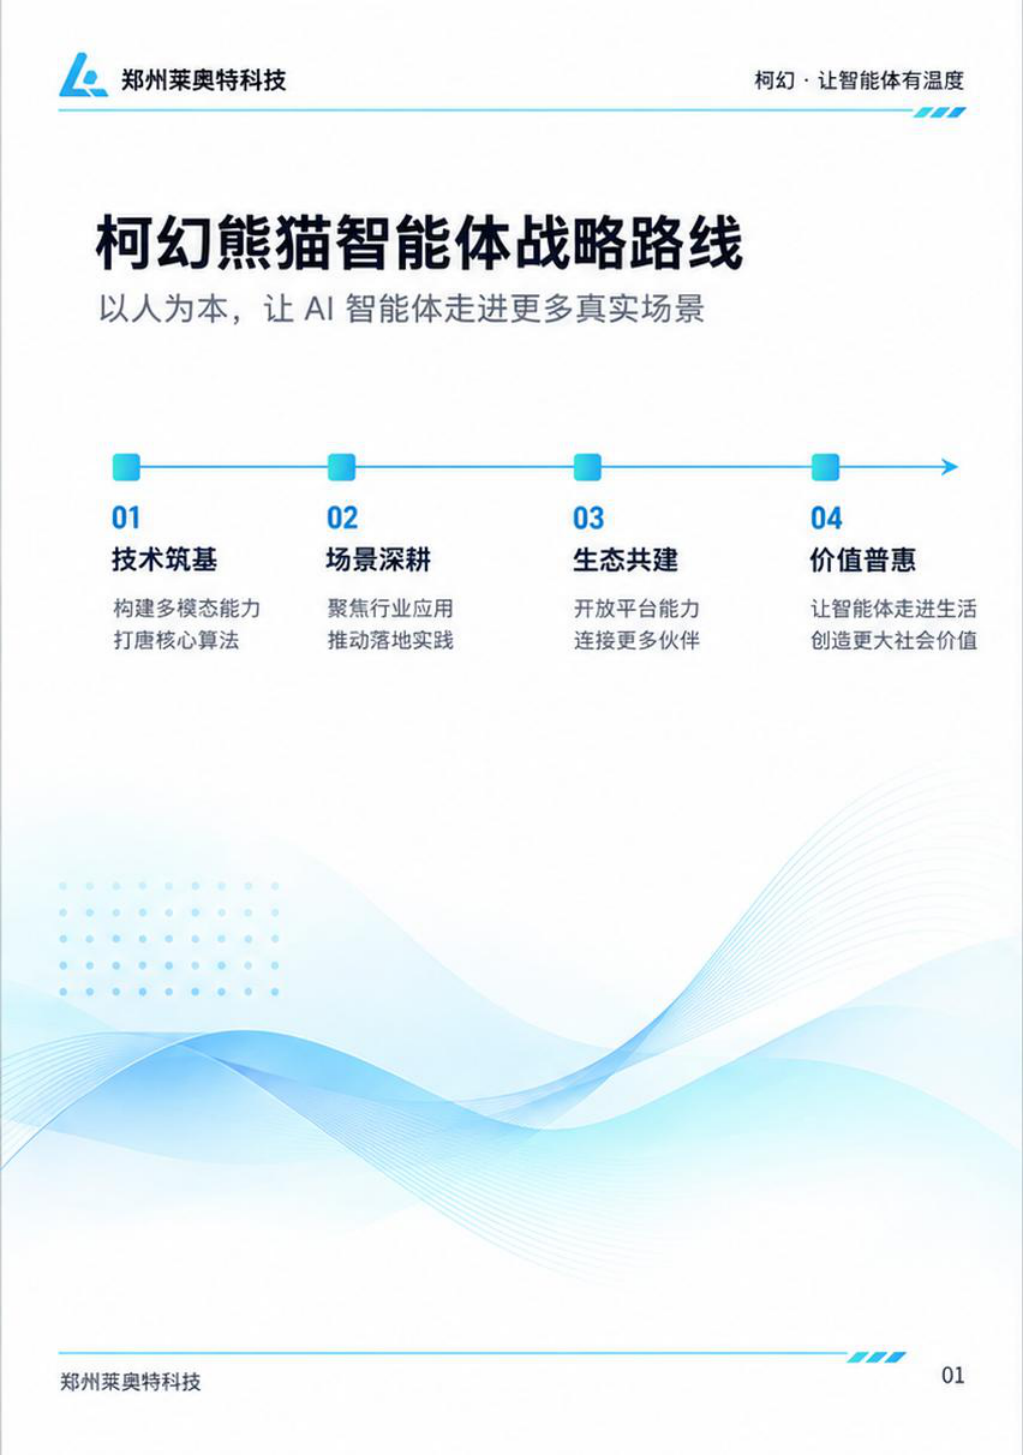 郑州莱奥特科技
柯幻 · 让智能体有温度
柯幻熊猫智能体战略路线
以人为本，让 AI 智能体走进更多真实场景
01
技术筑基
构建多模态能力
打唐核心算法
02
场景深耕
聚焦行业应用
推动落地实践
03
生态共建
开放平台能力
连接更多伙伴
04
价值普惠
让智能体走进生活
创造更大社会价值
郑州莱奥特科技
01